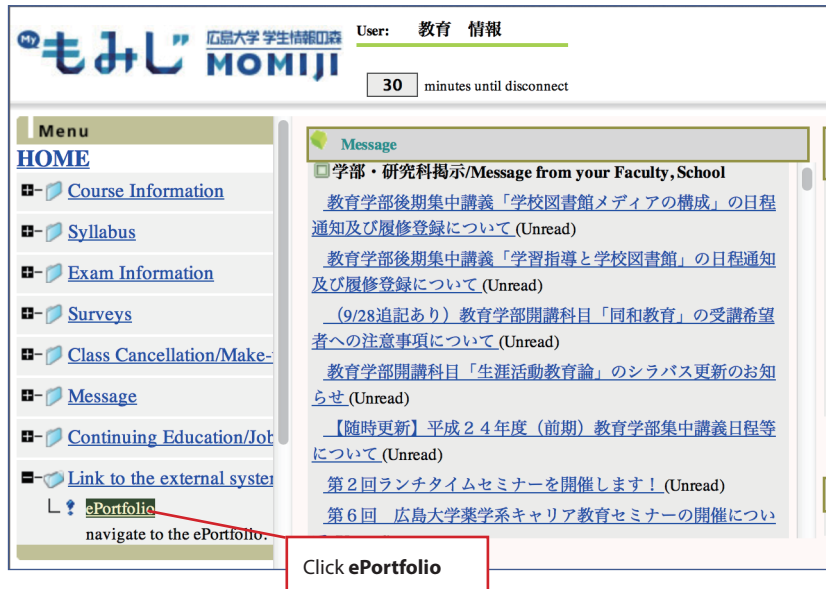 My もみじ 広島大学 学生情報の森
MOMIJI
User: 教育 情報
30 minutes until disconnect
Menu
HOME
Course Information
Syllabus
Exam Information
Surveys
Class Cancellation/Make-
Message
Continuing Education/Job
Link to the external system
ePortfolio
navigate to the ePortfolio.
Message
学部・研究科掲示/Message from your Faculty, School
教育学部後期集中講義「学校図書館メディアの構成」の日程
通知及び履修登録について (Unread)
教育学部後期集中講義「学習指導と学校図書館」の日程通知
及び履修登録について (Unread)
(9/28追記あり）教育学部開講科目「同和教育」の受講希望
者への注意事項について (Unread)
教育学部開講科目「生涯活動教育論」のシラバス更新のお知
らせ (Unread)
【随時更新】平成２４年度（前期）教育学部集中講義日程等
について (Unread)
第２回ランチタイムセミナーを開催します！ (Unread)
第６回 広島大学薬学系キャリア教育セミナーの開催につい
Click ePortfolio